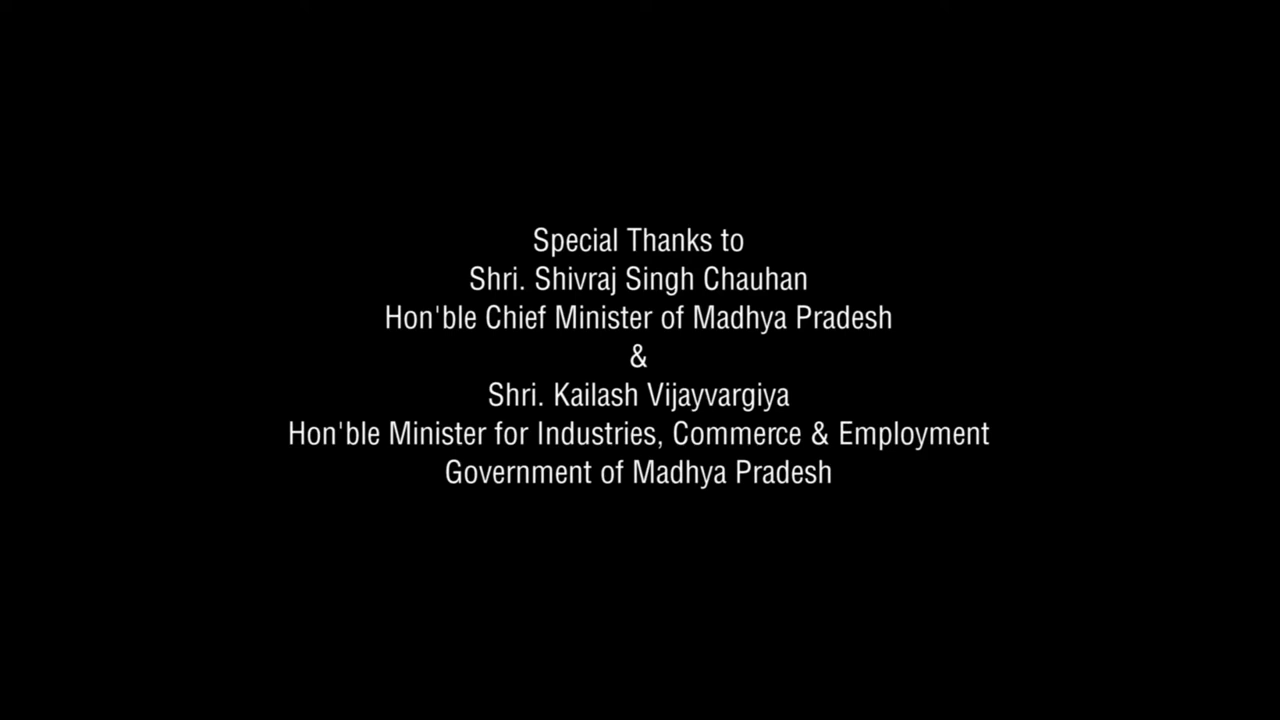 Special Thanks to
Shri. Shivraj Singh Chauhan
Hon'ble Chief Minister of Madhya Pradesh
&
Shri. Kailash Vijayvargiya
Hon'ble Minister for Industries, Commerce & Employment
Government of Madhya Pradesh